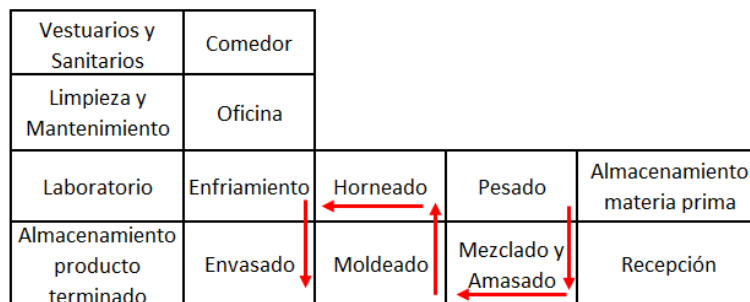 Vestuarios y
Sanitarios
Comedor
Limpieza y
Mantenimiento
Oficina
Laboratorio
Enfriamiento
Horneado
Pesado
Almacenamiento
materia prima
Almacenamiento
producto
terminado
Envasado
Moldeado
Mezclado y
Amasado
Recepción